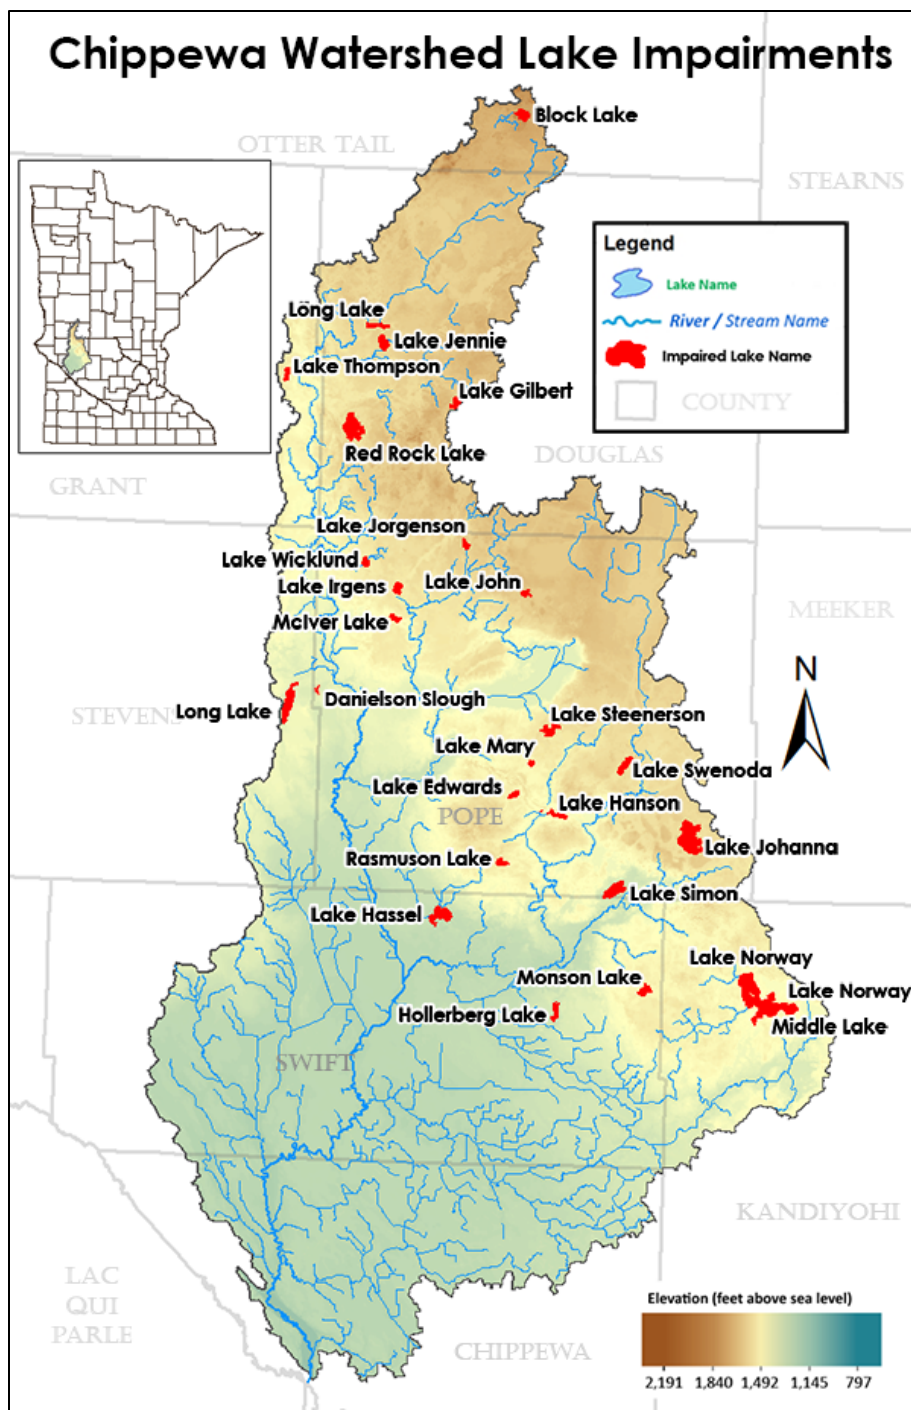 Chippewa Watershed Lake Impairments
Block Lake
OTTER TAIL
STEARNS
Legend
Lake Name
River / Stream Name
Impaired Lake Name
COUNTY
Löng Lake
Lake Jennie
Lake Thompson
Lake Gilbert
Red Rock Lake
DOUGLAS
GRANT
Lake Jorgenson
Lake Wicklund
Lake Irgens
Lake John
McIver Lake
MEEKER
N
Long Lake
Danielson Slough
STEVENS
Lake Steenerson
Lake Mary
Lake Swenoda
Lake Edwards
Lake Hanson
POPE
Lake Johanna
Rasmuson Lake
Lake Simon
Lake Hassel
Lake Norway
Monson Lake
Lake Norway
Hollerberg Lake
Middle Lake
SWIFT
KANDIYOHI
LAC
QUI
PARLE
CHIPPEWA
Elevation (feet above sea level)
2,191 1,840 1,492 1,145 797